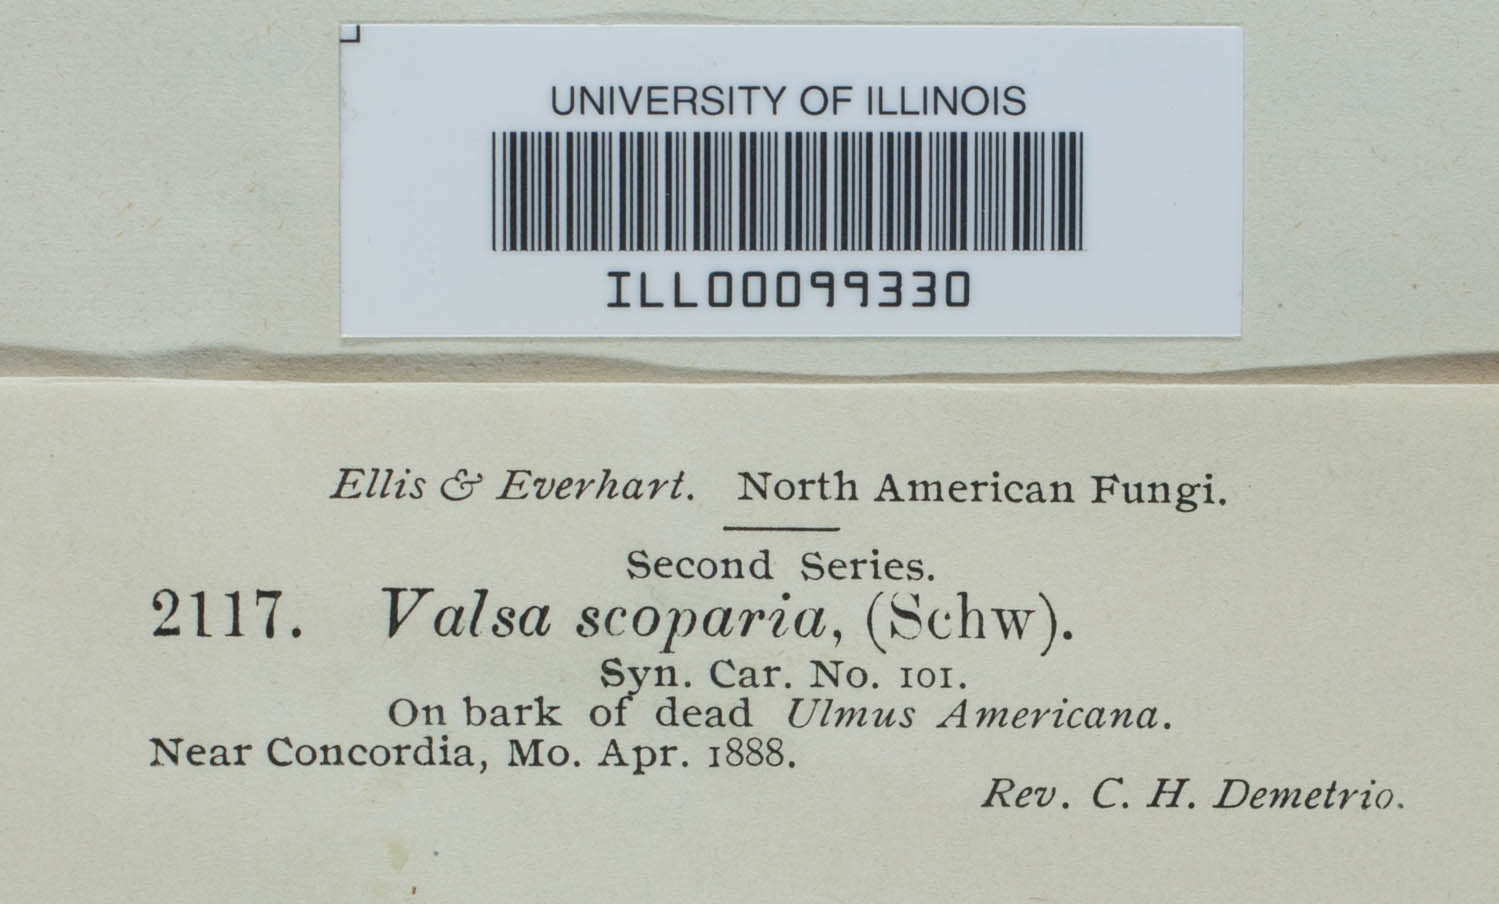 UNIVERSITY OF ILLINOIS
ILL00099330
Ellis & Everhart. North American Fungi.
Second Series.
2117. Valsa scoparia, (Schw).
Syn. Car. No. 101.
On bark of dead Ulmus Americana.
Near Concordia, Mo. Apr. 1888.
Rev. C. H. Demetrio.